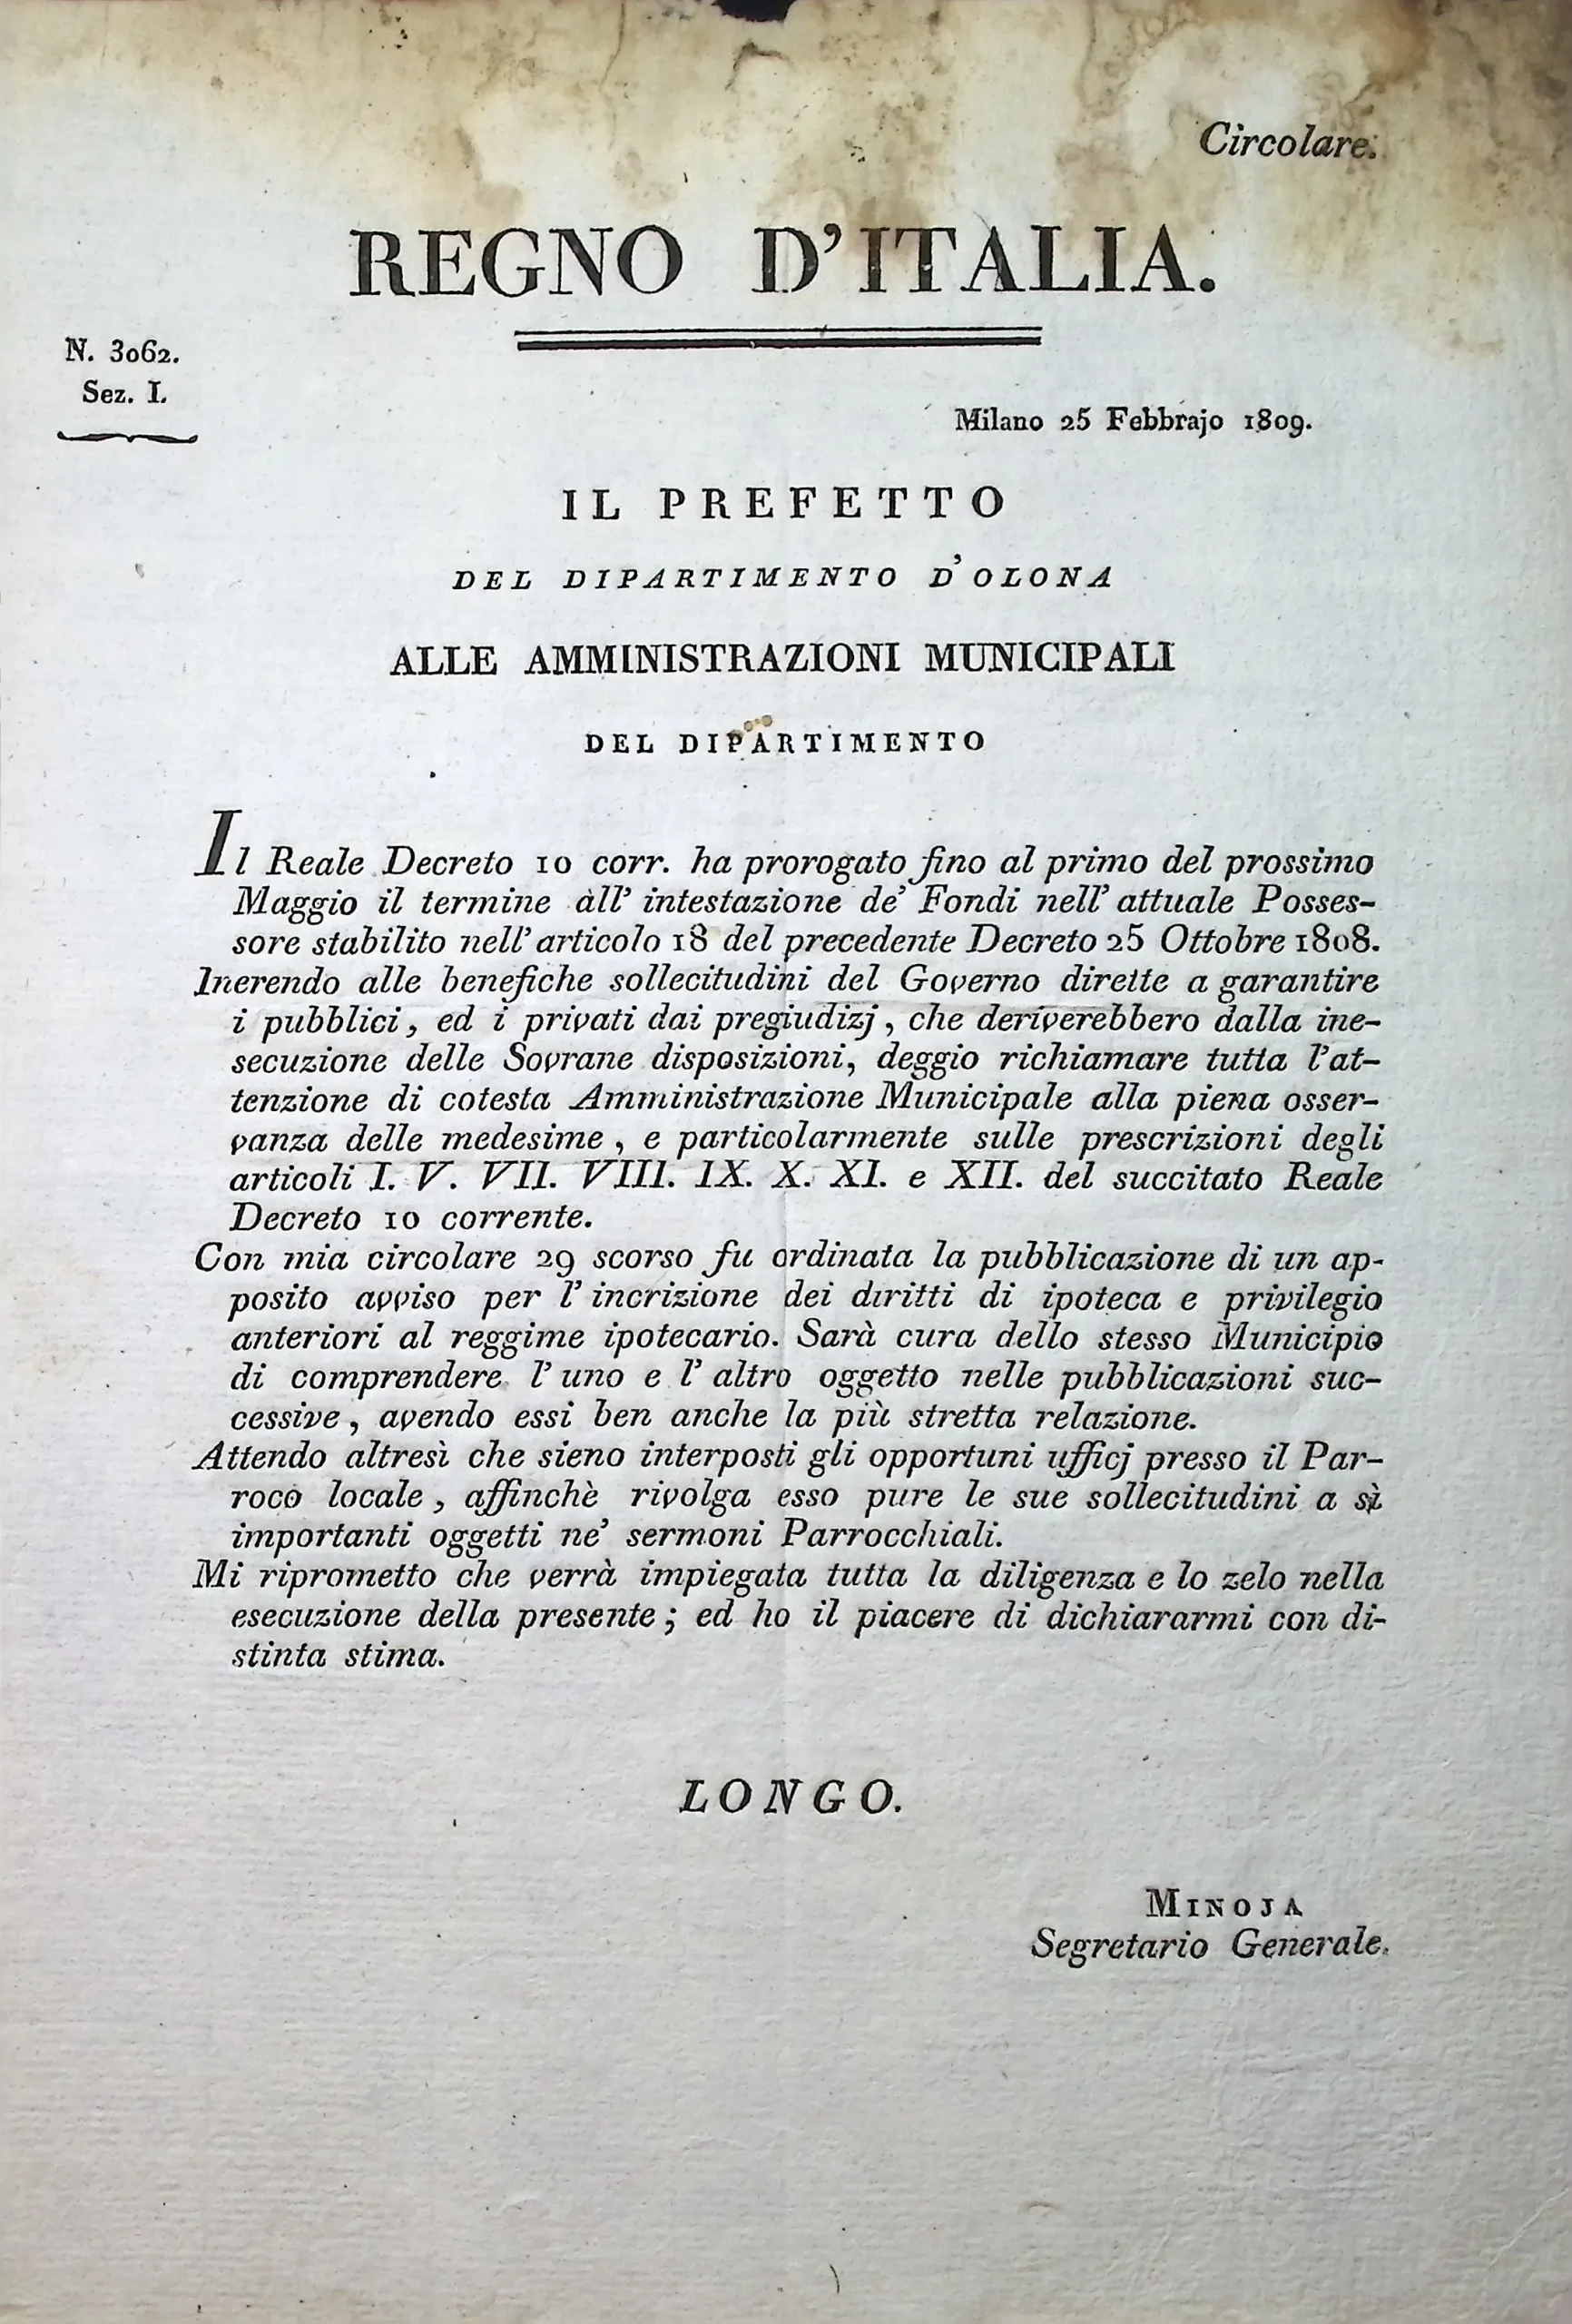 Circolare.
REGNO D'ITALIA.
N. 3062.
Sez. I.
Milano 25 Febbrajo 1809.
IL PREFETTO
DEL DIPARTIMENTO D'OLONA
ALLE AMMINISTRAZIONI MUNICIPALI
DEL DIPARTIMENTO
Il Reale Decreto 10 corr. ha prorogato fino al primo del prossimo
Maggio il termine all' intestazione de' Fondi nell' attuale Posses-
sore stabilito nell' articolo 18 del precedente Decreto 25 Ottobre 1808.
Inerendo alle benefiche sollecitudini del Governo dirette a garantire
i pubblici, ed i privati dai pregiudizj, che deriverebbero dalla ine-
secuzione delle Sovrane disposizioni, deggio richiamare tutta l'at-
tenzione di cotesta Amministrazione Municipale alla piena osser-
vanza delle medesime, e particolarmente sulle prescrizioni degli
articoli I. V. VII. VIII. IX. X. XI. e XII. del succitato Reale
Decreto 10 corrente.
Con mia circolare 29 scorso fu ordinata la pubblicazione di un ap-
posito avviso per l' incrizione dei diritti di ipoteca e privilegio
anteriori al reggime ipotecario. Sarà cura dello stesso Municipio
di comprendere l' uno e l' altro oggetto nelle pubblicazioni suc-
cessive, avendo essi ben anche la più stretta relazione.
Attendo altresì che sieno interposti gli opportuni ufficj presso il Par-
roco locale, affinchè rivolga esso pure le sue sollecitudini a sì
importanti oggetti ne' sermoni Parrocchiali.
Mi riprometto che verrà impiegata tutta la diligenza e lo zelo nella
esecuzione della presente; ed ho il piacere di dichiararmi con di-
stinta stima.
LONGO.
MINOJA
Segretario Generale.